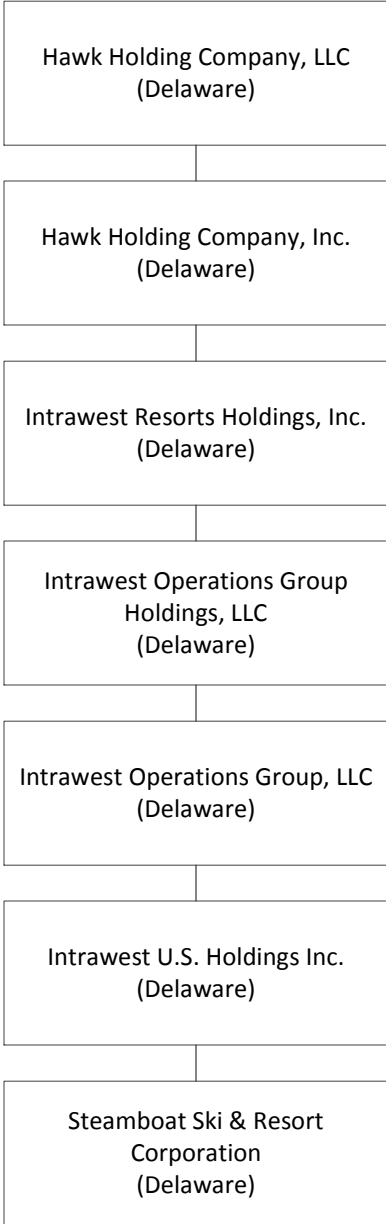 Hawk Holding Company, LLC
(Delaware)
Hawk Holding Company, Inc.
(Delaware)
Intrawest Resorts Holdings, Inc.
(Delaware)
Intrawest Operations Group
Holdings, LLC
(Delaware)
Intrawest Operations Group, LLC
(Delaware)
Intrawest U.S. Holdings Inc.
(Delaware)
Steamboat Ski & Resort
Corporation
(Delaware)